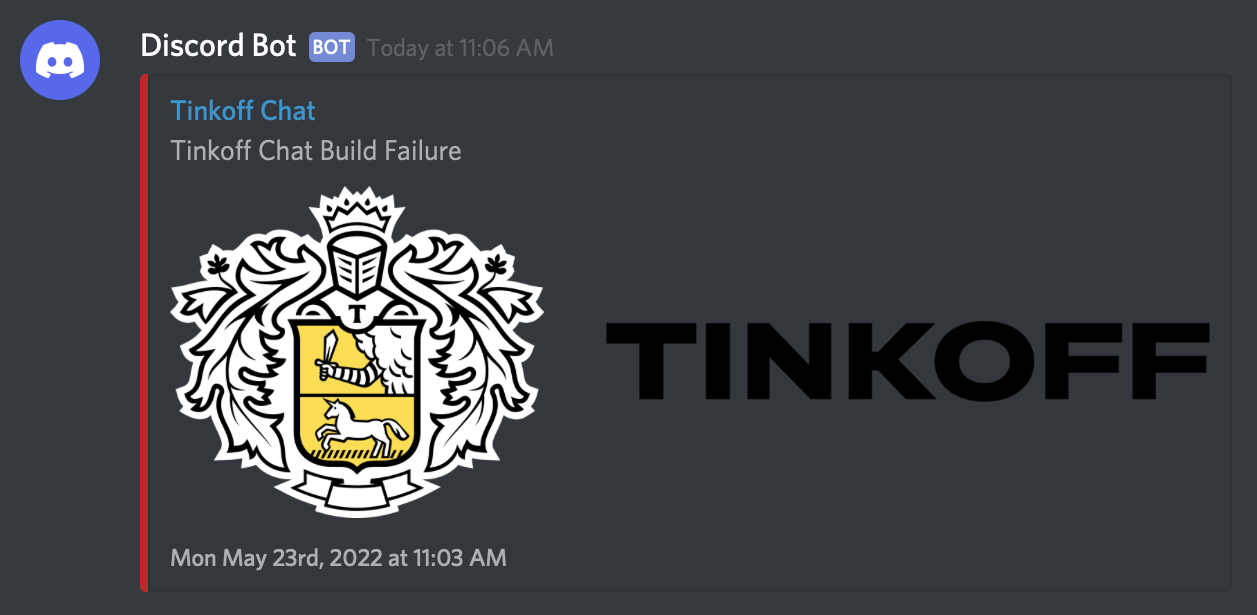 Discord Bot BOT Today at 11:06 AM
Tinkoff Chat
Tinkoff Chat Build Failure
T
TINKOFF
Mon May 23rd, 2022 at 11:03 AM